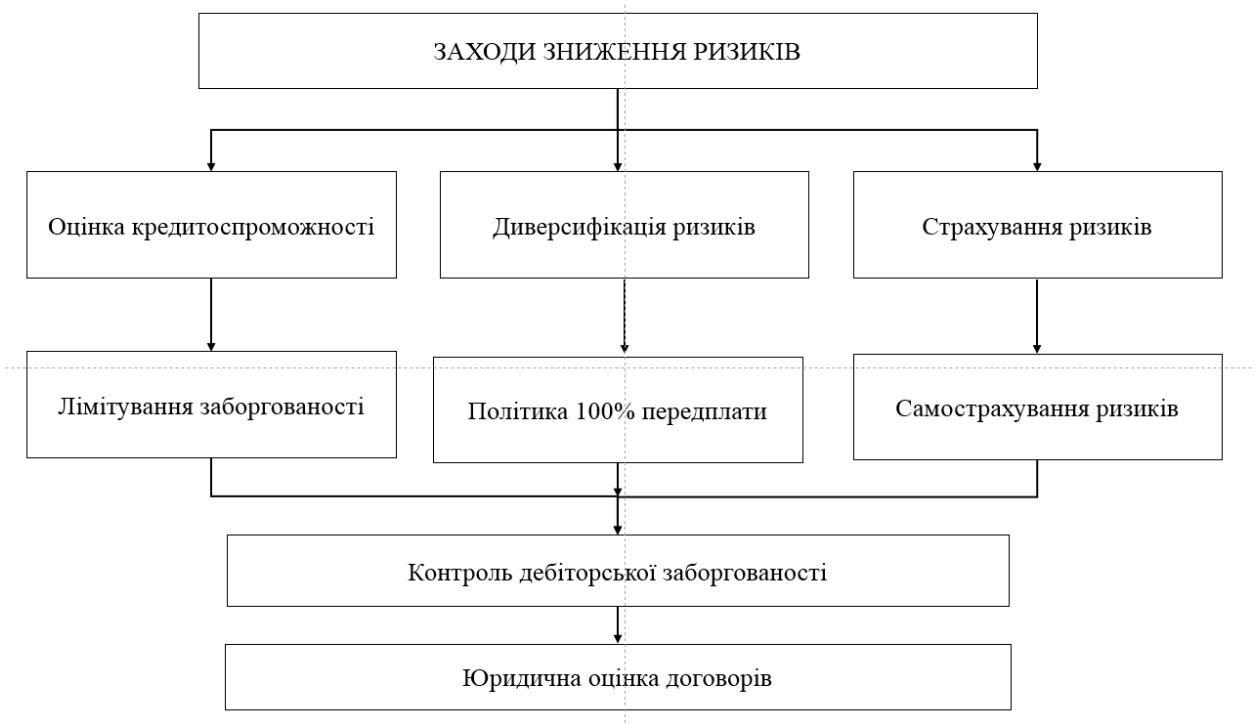 ЗАХОДИ ЗНИЖЕННЯ РИЗИКІВ
Оцінка кредитоспроможності
Диверсифікація ризиків
Страхування ризиків
Лімітування заборгованості
Політика 100% передплати
Самострахування ризиків
Контроль дебіторської заборгованості
Юридична оцінка договорів